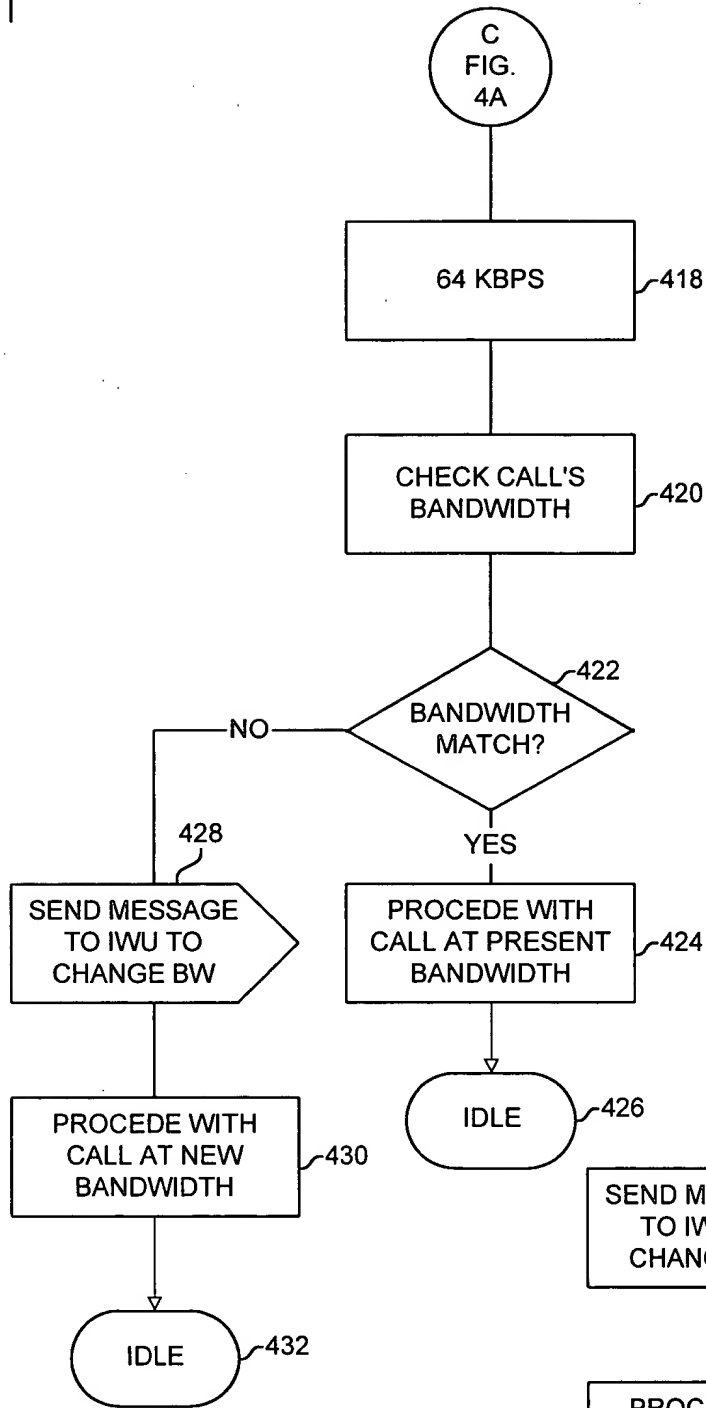 C
FIG.
4A
64 KBPS
418
CHECK CALL'S
BANDWIDTH
420
422
BANDWIDTH
MATCH?
NO
YES
428
SEND MESSAGE
TO IWU TO
CHANGE BW
PROCEDE WITH
CALL AT PRESENT
BANDWIDTH
424
IDLE
426
PROCEDE WITH
CALL AT NEW
BANDWIDTH
430
IDLE
432
SEND
TO